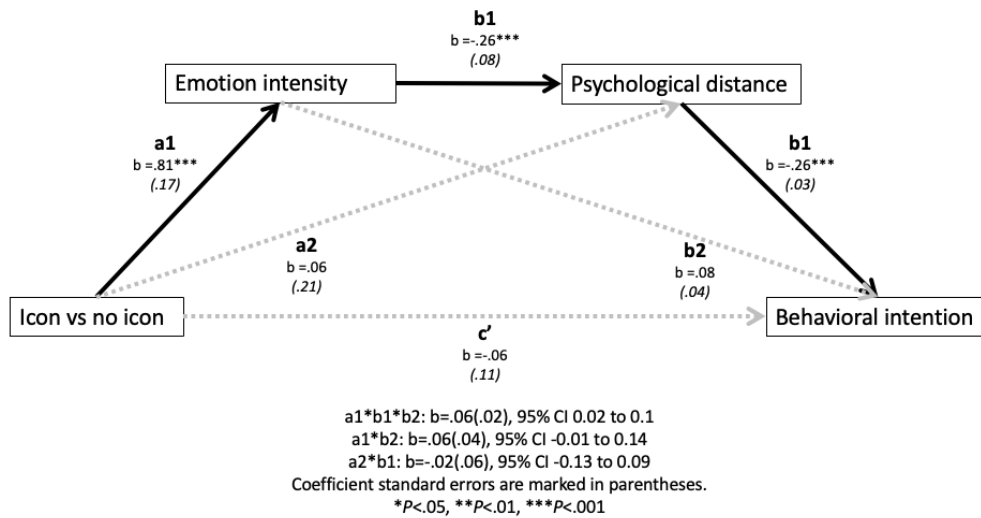 b1
b =-.26***
(.08)
Emotion intensity
Psychological distance
a1
b =.81***
(.17)
b1
b =-.26***
(.03)
a2
b =.06
(.21)
b2
b =.08
(.04)
Icon vs no icon
Behavioral intention
c’
b =-.06
(.11)
a1*b1*b2: b=.06(.02), 95% CI 0.02 to 0.1
a1*b2: b=.06(.04), 95% CI -0.01 to 0.14
a2*b1: b=-.02(.06), 95% CI -0.13 to 0.09
Coefficient standard errors are marked in parentheses.
*P<.05, **P<.01, ***P<.001